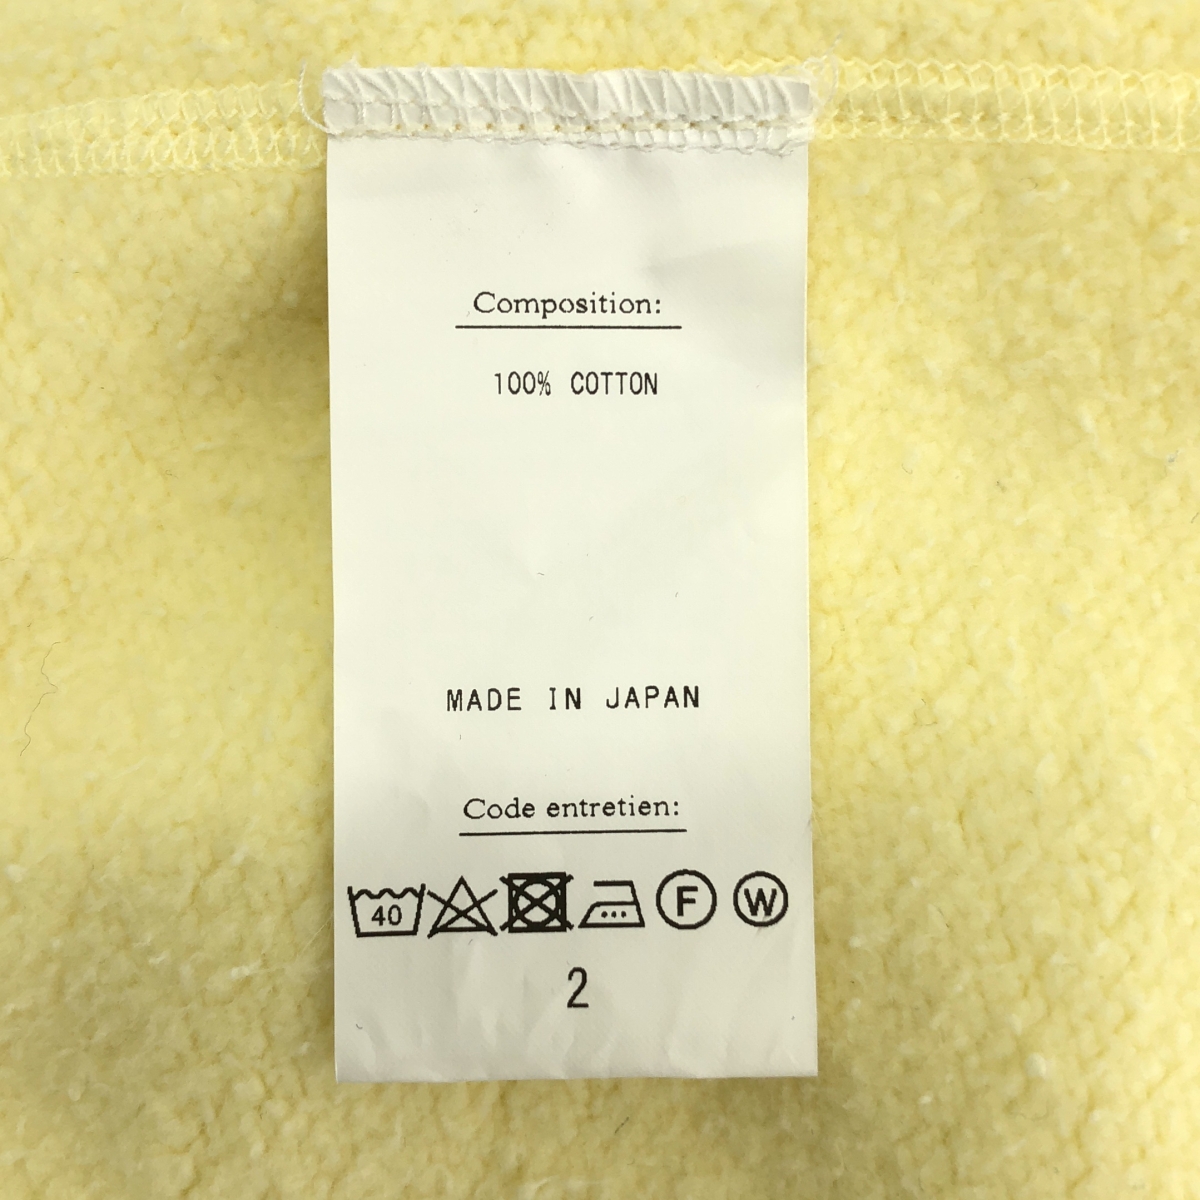 Composition:
100% COTTON
MADE IN JAPAN
Code entretien:
40 F W
2